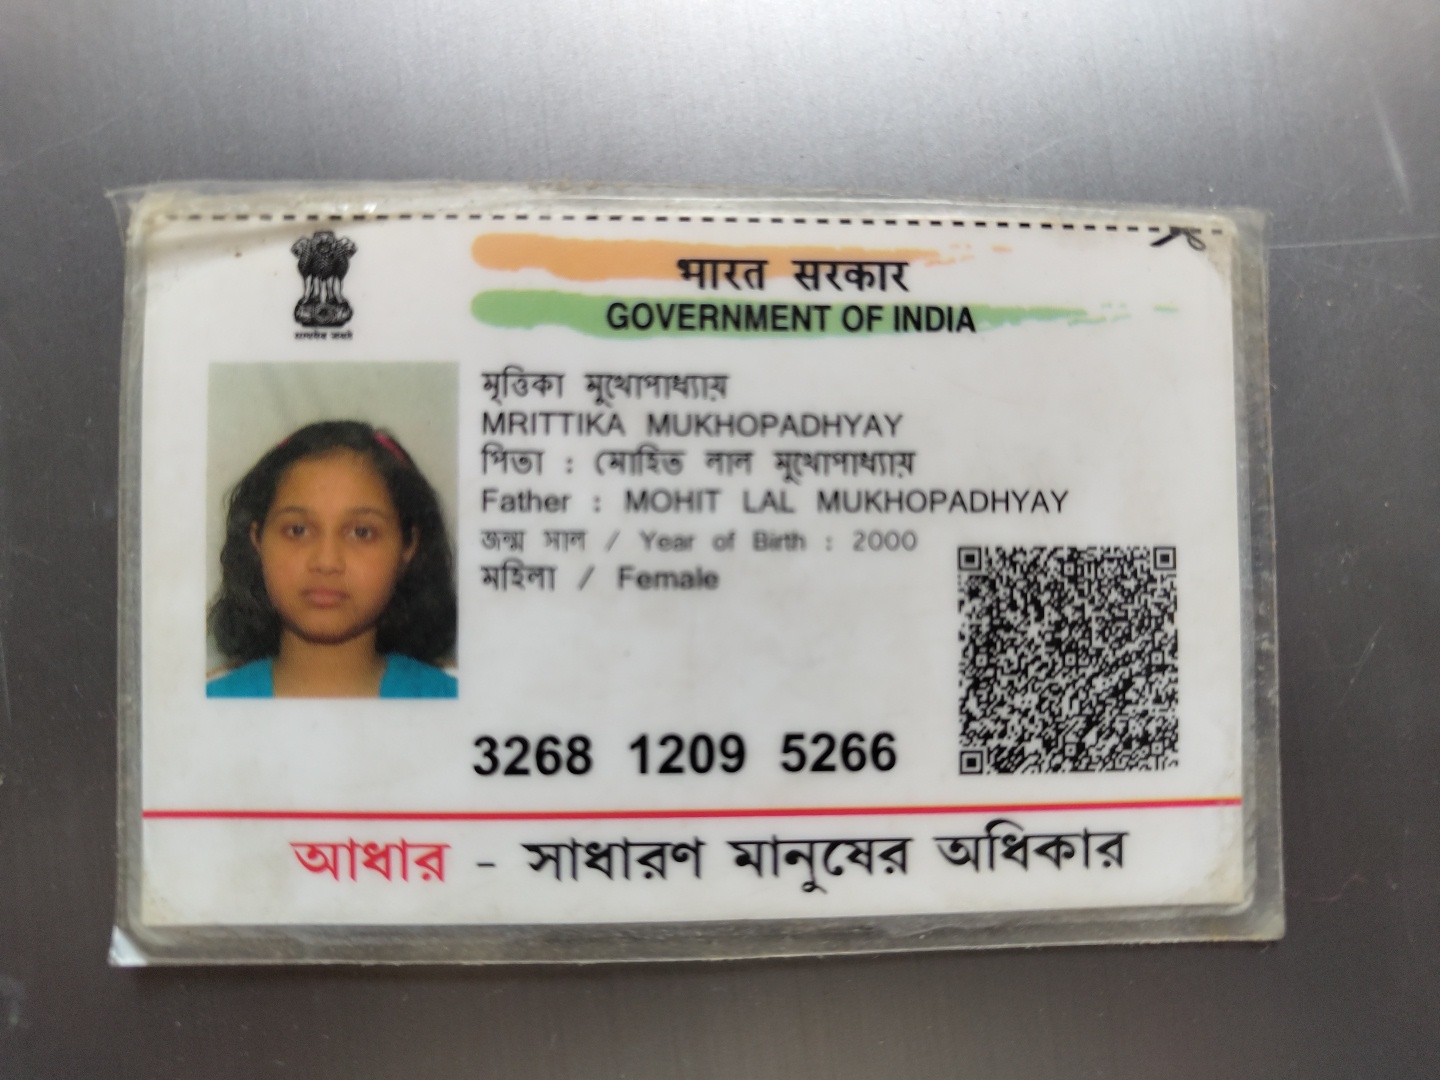 भारत सरकार
GOVERNMENT OF INDIA
सत्यमेव जयते
মৃত্তিকা মুখোপাধ্যায়
MRITTIKA MUKHOPADHYAY
পিতা : মোহিত লাল মুখোপাধ্যায়
Father : MOHIT LAL MUKHOPADHYAY
জন্ম সাল / Year of Birth : 2000
মহিলা / Female
3268 1209 5266
আধার - সাধারণ মানুষের অধিকার